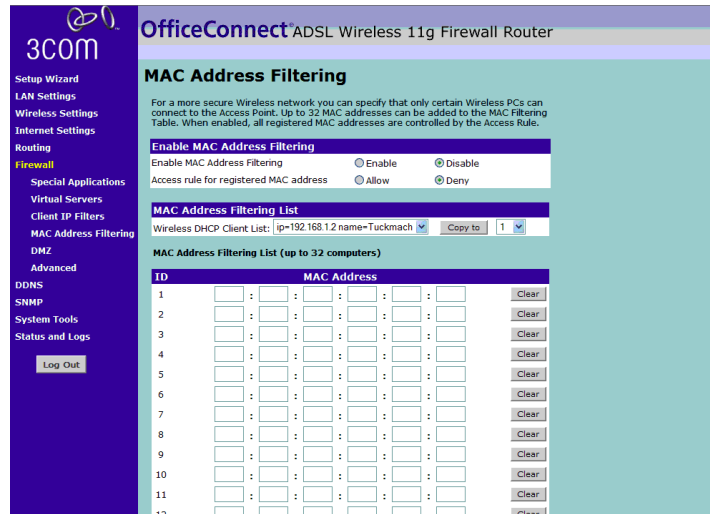 3COM
OfficeConnect® ADSL Wireless 11g Firewall Router
Setup Wizard
LAN Settings
Wireless Settings
Internet Settings
Routing
Firewall
Special Applications
Virtual Servers
Client IP Filters
MAC Address Filtering
DMZ
Advanced
DDNS
SNMP
System Tools
Status and Logs
Log Out
MAC Address Filtering
For a more secure Wireless network you can specify that only certain Wireless PCs can
connect to the Access Point. Up to 32 MAC addresses can be added to the MAC Filtering
Table. When enabled, all registered MAC addresses are controlled by the Access Rule.
Enable MAC Address Filtering
Enable MAC Address Filtering Enable Disable
Access rule for registered MAC address Allow Deny
MAC Address Filtering List
Wireless DHCP Client List: ip=192.168.1.2 name=Tuckmach Copy to 1
MAC Address Filtering List (up to 32 computers)
ID MAC Address
1 : : : : : Clear
2 : : : : : Clear
3 : : : : : Clear
4 : : : : : Clear
5 : : : : : Clear
6 : : : : : Clear
7 : : : : : Clear
8 : : : : : Clear
9 : : : : : Clear
10 : : : : : Clear
11 : : : : : Clear
12 Clear